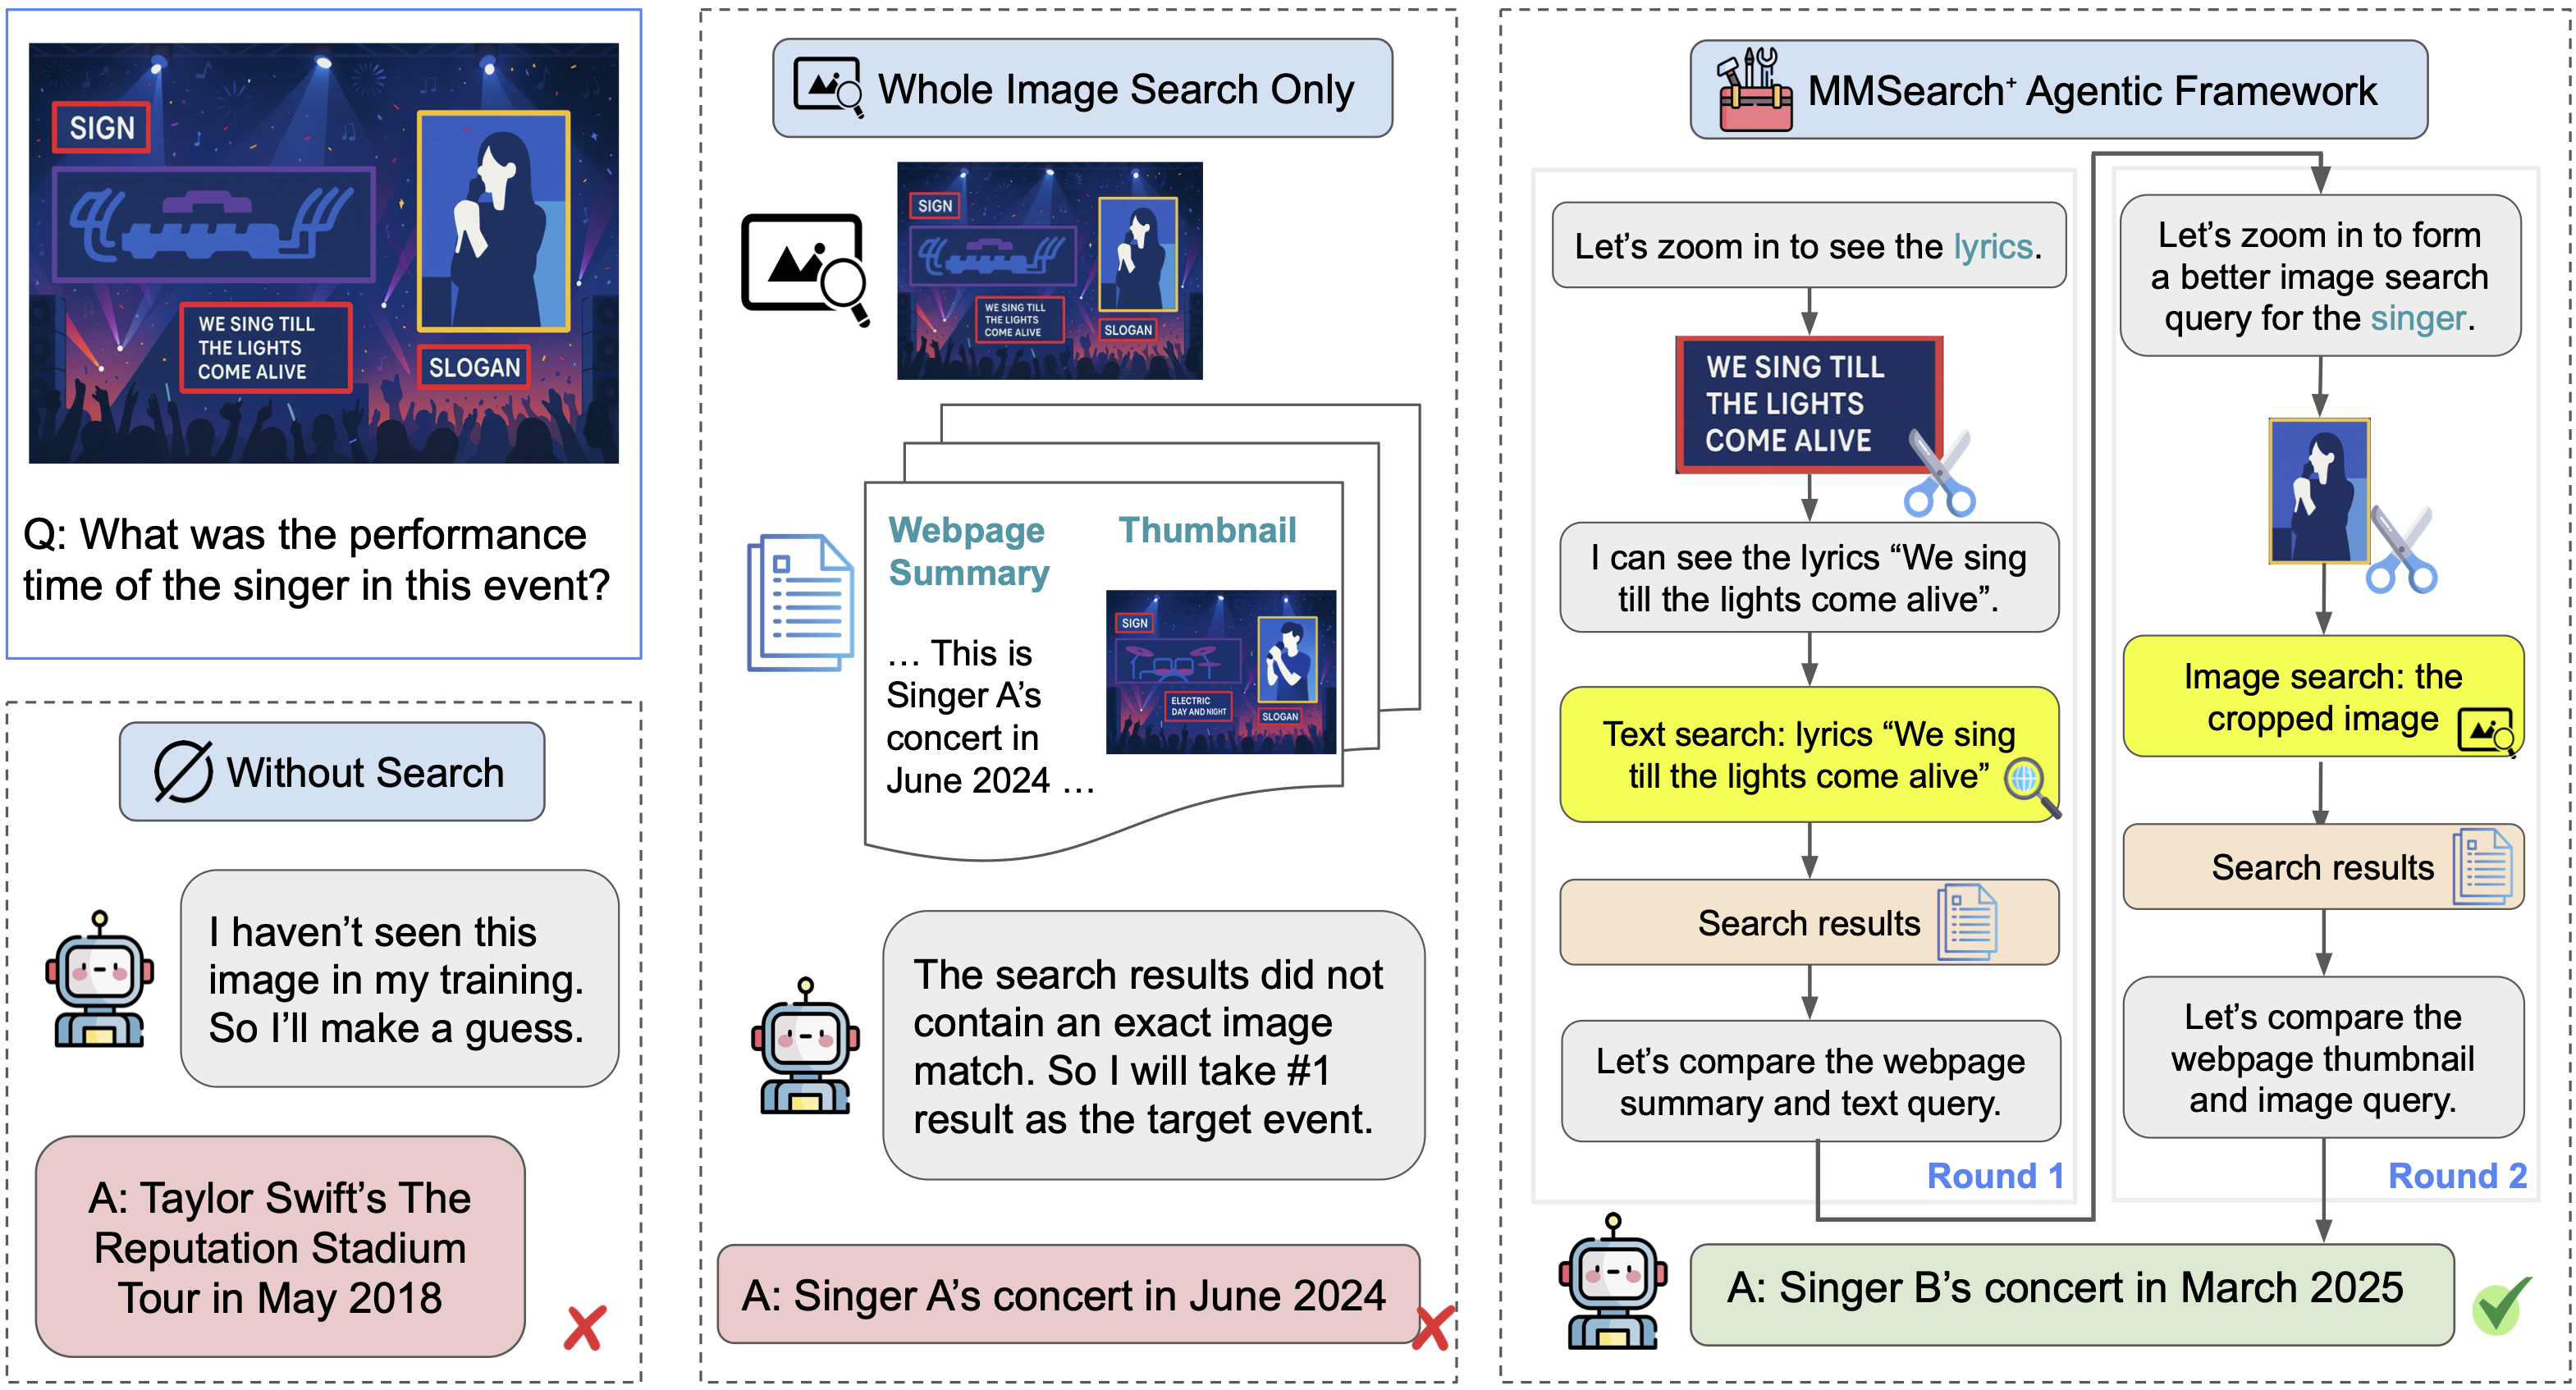 SIGN
WE SING TILL
THE LIGHTS
COME ALIVE
SLOGAN
Q: What was the performance
time of the singer in this event?
Without Search
I haven’t seen this
image in my training.
So I’ll make a guess.
A: Taylor Swift’s The
Reputation Stadium
Tour in May 2018
Whole Image Search Only
SIGN
WE SING TILL
THE LIGHTS
COME ALIVE
SLOGAN
Webpage
Summary
Thumbnail
… This is
Singer A’s
concert in
June 2024 …
SIGN
ELECTRIC
DAY AND NIGHT
SLOGAN
The search results did not
contain an exact image
match. So I will take #1
result as the target event.
A: Singer A’s concert in June 2024
MMSearch⁺ Agentic Framework
Let’s zoom in to see the lyrics.
WE SING TILL
THE LIGHTS
COME ALIVE
I can see the lyrics “We sing
till the lights come alive”.
Text search: lyrics “We sing
till the lights come alive”
Search results
Let’s compare the webpage
summary and text query.
Round 1
Let’s zoom in to form
a better image search
query for the singer.
Image search: the
cropped image
Search results
Let’s compare the
webpage thumbnail
and image query.
Round 2
A: Singer B’s concert in March 2025